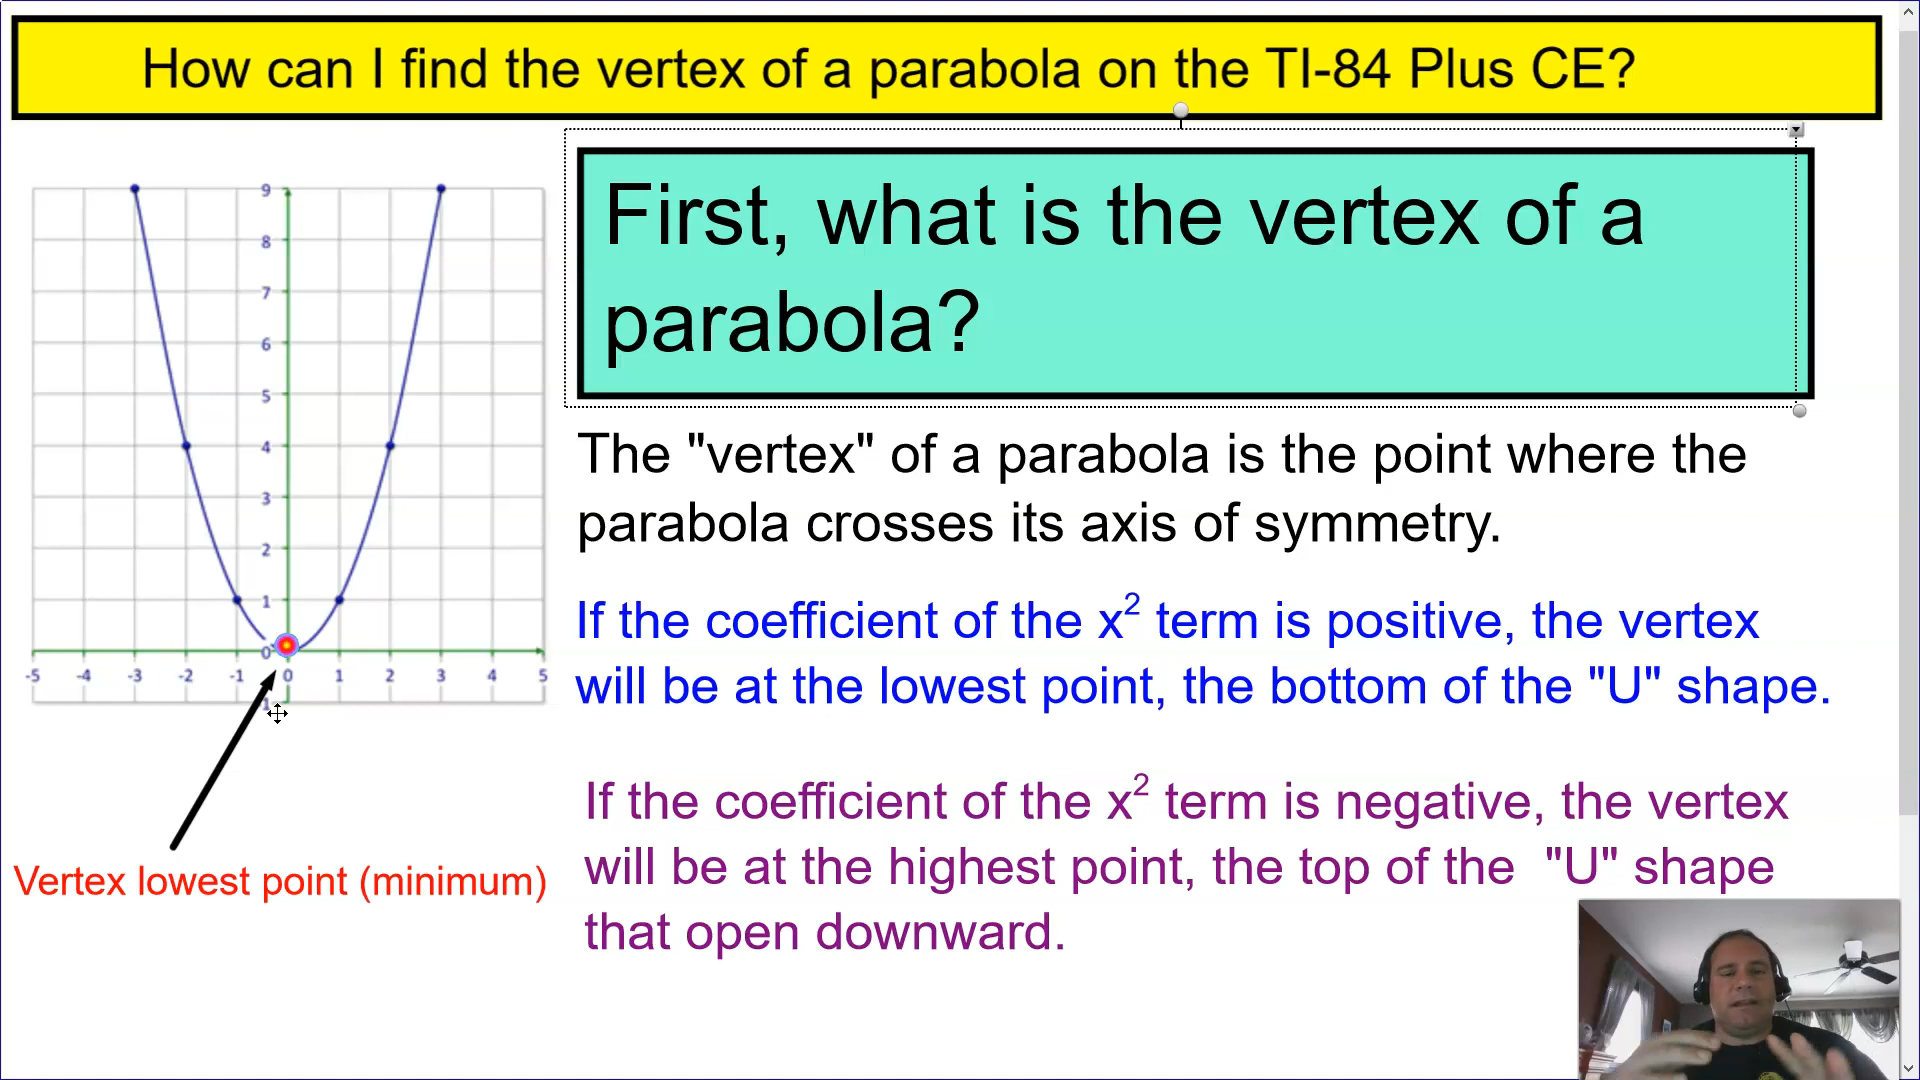 How can I find the vertex of a parabola on the TI-84 Plus CE?
First, what is the vertex of a
parabola?
The "vertex" of a parabola is the point where the
parabola crosses its axis of symmetry.
If the coefficient of the x² term is positive, the vertex
will be at the lowest point, the bottom of the "U" shape.
If the coefficient of the x² term is negative, the vertex
will be at the highest point, the top of the "U" shape
that open downward.
9
8
7
6
5
4
3
2
1
0
-5 -4 -3 -2 -1 0 1 2 3 4 5
Vertex lowest point (minimum)